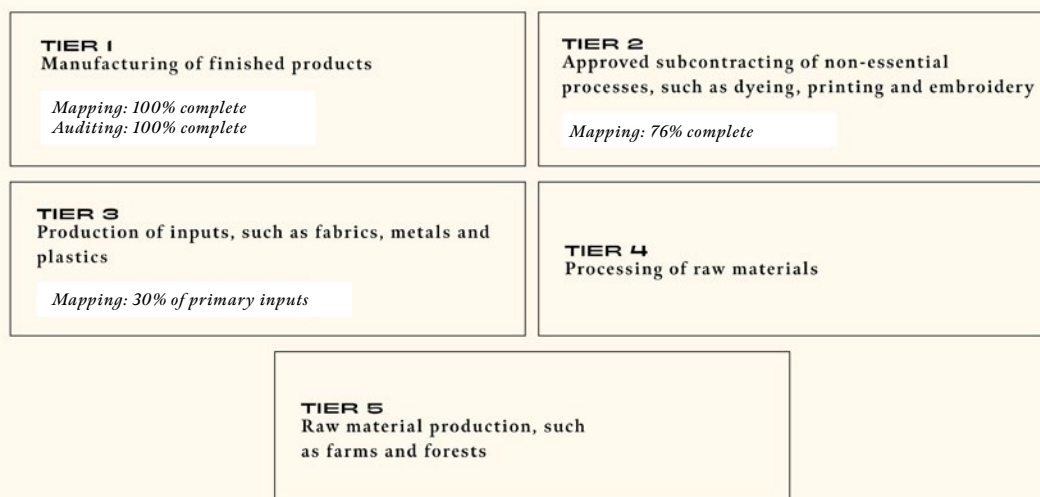 TIER 1
Manufacturing of finished products
Mapping: 100% complete
Auditing: 100% complete
TIER 2
Approved subcontracting of non-essential
processes, such as dyeing, printing and embroidery
Mapping: 76% complete
TIER 3
Production of inputs, such as fabrics, metals and
plastics
Mapping: 30% of primary inputs
TIER 4
Processing of raw materials
TIER 5
Raw material production, such
as farms and forests